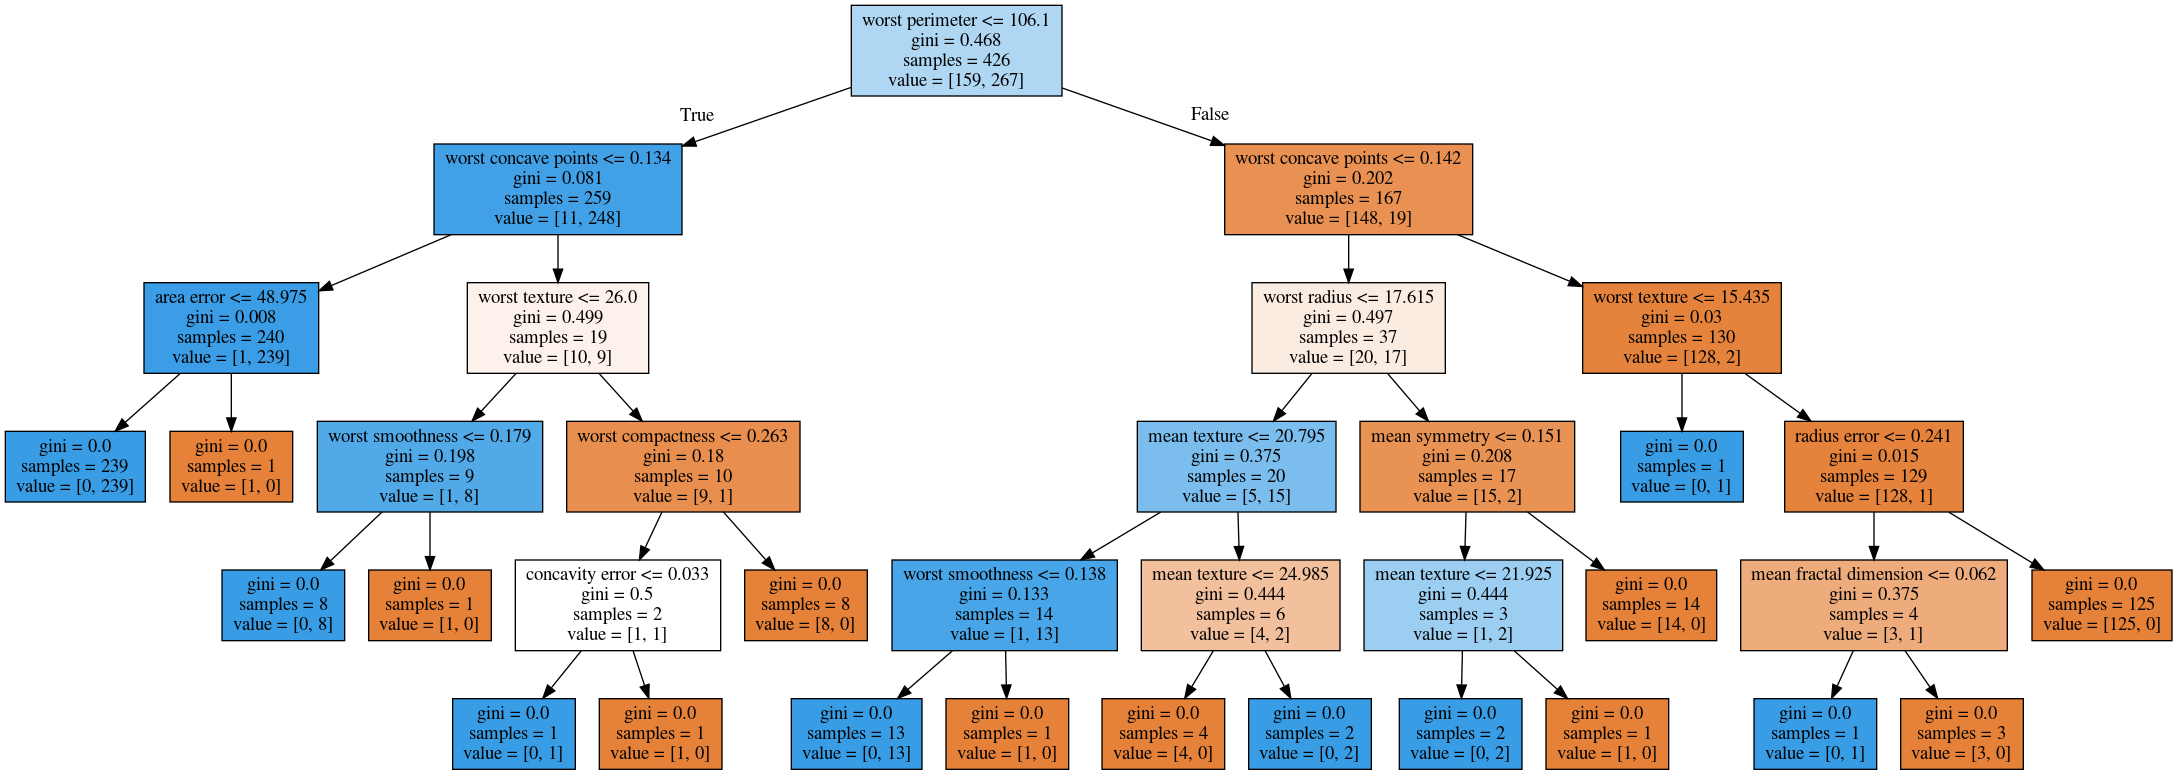 worst perimeter <= 106.1
gini = 0.468
samples = 426
value = [159, 267]
True
False
worst concave points <= 0.134
gini = 0.081
samples = 259
value = [11, 248]
worst concave points <= 0.142
gini = 0.202
samples = 167
value = [148, 19]
area error <= 48.975
gini = 0.008
samples = 240
value = [1, 239]
worst texture <= 26.0
gini = 0.499
samples = 19
value = [10, 9]
worst radius <= 17.615
gini = 0.497
samples = 37
value = [20, 17]
worst texture <= 15.435
gini = 0.03
samples = 130
value = [128, 2]
gini = 0.0
samples = 239
value = [0, 239]
gini = 0.0
samples = 1
value = [1, 0]
worst smoothness <= 0.179
gini = 0.198
samples = 9
value = [1, 8]
worst compactness <= 0.263
gini = 0.18
samples = 10
value = [9, 1]
mean texture <= 20.795
gini = 0.375
samples = 20
value = [5, 15]
mean symmetry <= 0.151
gini = 0.208
samples = 17
value = [15, 2]
gini = 0.0
samples = 1
value = [0, 1]
radius error <= 0.241
gini = 0.015
samples = 129
value = [128, 1]
gini = 0.0
samples = 8
value = [0, 8]
gini = 0.0
samples = 1
value = [1, 0]
concavity error <= 0.033
gini = 0.5
samples = 2
value = [1, 1]
gini = 0.0
samples = 8
value = [8, 0]
worst smoothness <= 0.138
gini = 0.133
samples = 14
value = [1, 13]
mean texture <= 24.985
gini = 0.444
samples = 6
value = [4, 2]
mean texture <= 21.925
gini = 0.444
samples = 3
value = [1, 2]
gini = 0.0
samples = 14
value = [14, 0]
mean fractal dimension <= 0.062
gini = 0.375
samples = 4
value = [3, 1]
gini = 0.0
samples = 125
value = [125, 0]
gini = 0.0
samples = 1
value = [0, 1]
gini = 0.0
samples = 1
value = [1, 0]
gini = 0.0
samples = 13
value = [0, 13]
gini = 0.0
samples = 1
value = [1, 0]
gini = 0.0
samples = 4
value = [4, 0]
gini = 0.0
samples = 2
value = [0, 2]
gini = 0.0
samples = 2
value = [0, 2]
gini = 0.0
samples = 1
value = [1, 0]
gini = 0.0
samples = 1
value = [0, 1]
gini = 0.0
samples = 3
value = [3, 0]